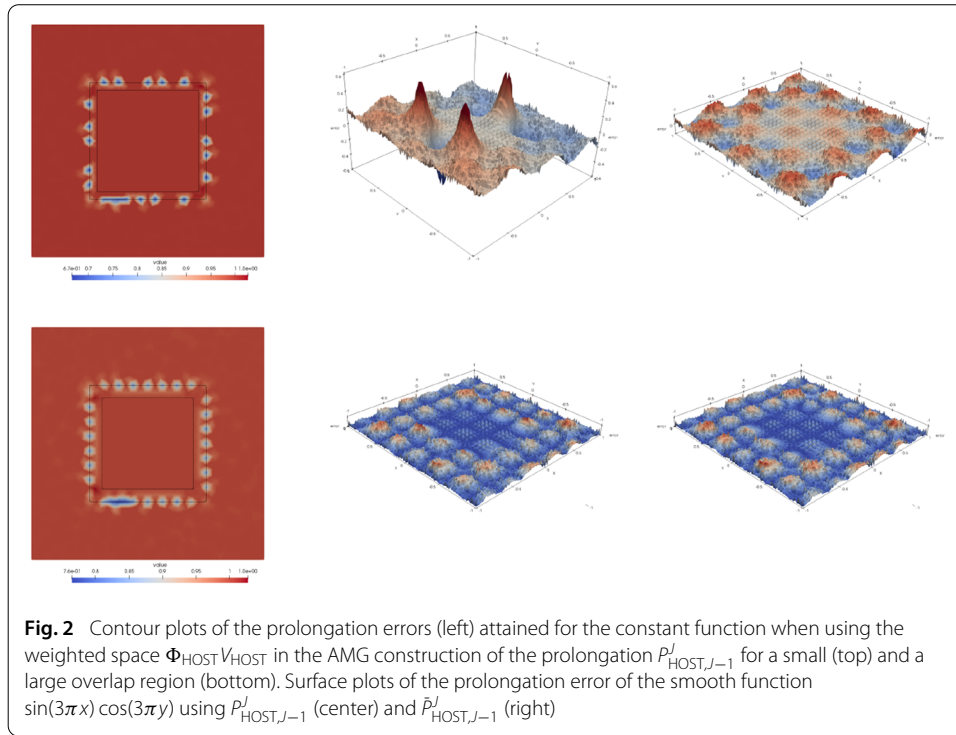 value
6.7e-01 0.7 0.75 0.8 0.85 0.9 0.95 1 1.0e+00
value
7.6e-01 0.8 0.85 0.9 0.95 1 1.0e+00
Fig. 2 Contour plots of the prolongation errors (left) attained for the constant function when using the
weighted space Φ_HOST V_HOST in the AMG construction of the prolongation P^J_HOST,J−1 for a small (top) and a
large overlap region (bottom). Surface plots of the prolongation error of the smooth function
sin(3πx) cos(3πy) using P^J_HOST,J−1 (center) and P̄^J_HOST,J−1 (right)